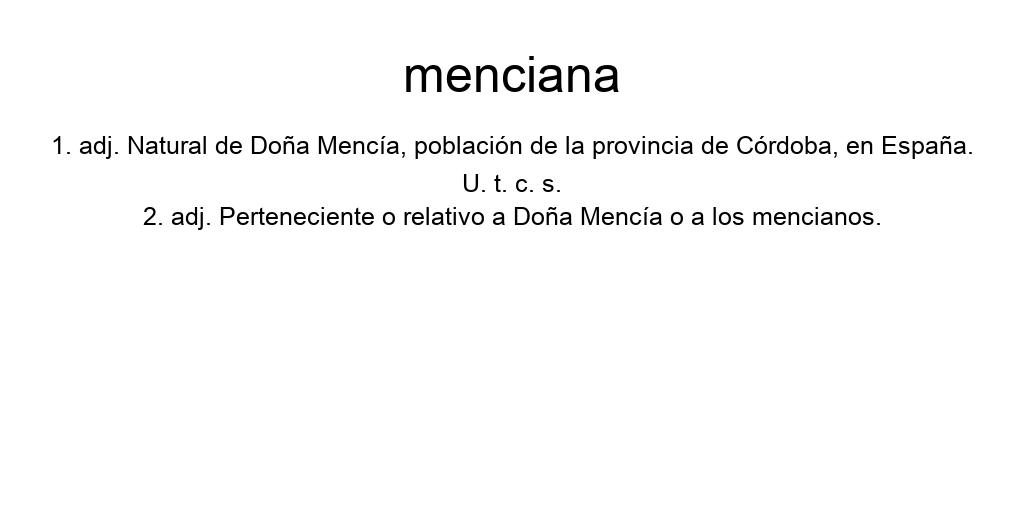 menciana
1. adj. Natural de Doña Mencía, población de la provincia de Córdoba, en España.
U. t. c. s.
2. adj. Perteneciente o relativo a Doña Mencía o a los mencianos.